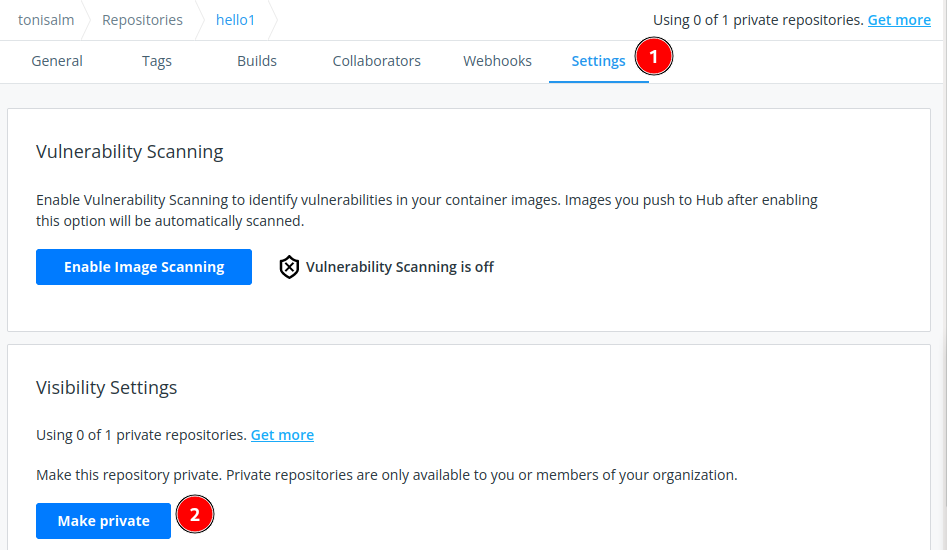 tonisalm Repositories hello1 Using 0 of 1 private repositories. Get more
General Tags Builds Collaborators Webhooks Settings 1
Vulnerability Scanning
Enable Vulnerability Scanning to identify vulnerabilities in your container images. Images you push to Hub after enabling
this option will be automatically scanned.
Enable Image Scanning Vulnerability Scanning is off
Visibility Settings
Using 0 of 1 private repositories. Get more
Make this repository private. Private repositories are only available to you or members of your organization.
Make private 2